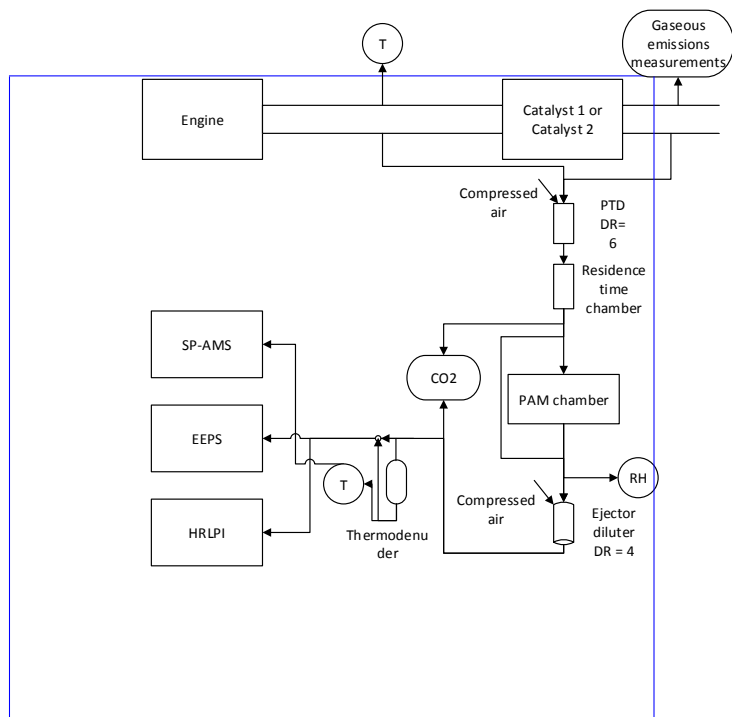 T
Gaseous
emissions
measurements
Engine
Catalyst 1 or
Catalyst 2
Compressed
air
PTD
DR=
6
Residence
time
chamber
SP-AMS
CO2
PAM chamber
EEPS
T
RH
Compressed
air
Ejector
diluter
DR = 4
HRLPI
Thermodenu
der